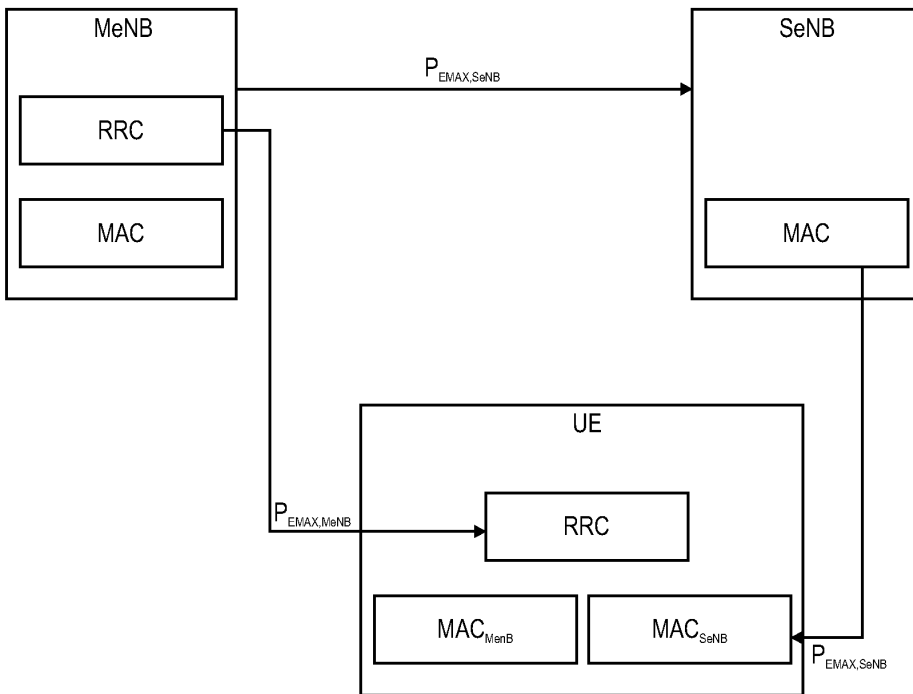 MeNB
SeNB
PEMAX,SeNB
RRC
MAC
MAC
UE
PEMAX,MeNB
RRC
MACMenB
MACSeNB
PEMAX,SeNB